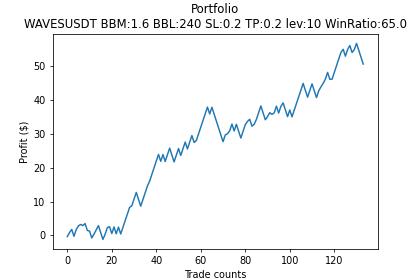 Portfolio
WAVESUSDT BBM:1.6 BBL:240 SL:0.2 TP:0.2 lev:10 WinRatio:65.0
Profit ($)
50
40
30
20
10
0
0 20 40 60 80 100 120
Trade counts